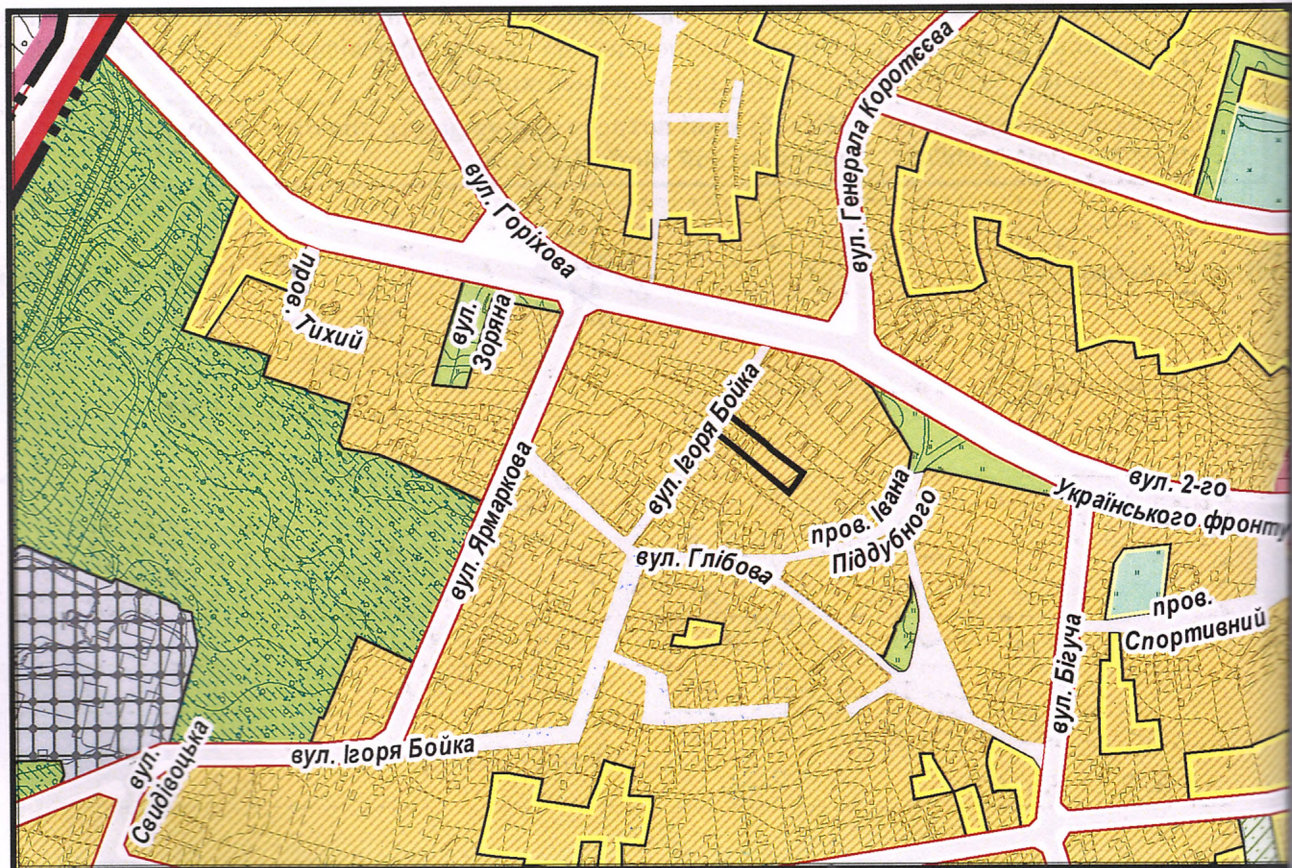 вул. Генерала Коротєєва
вул. Горіхова
. води
. Тихий
вул.
Зоряна
вул. Ігоря Бойка
вул. Ярмаркова
вул. 2-го
Українського фронту
пров. Івана
Піддубного
вул. Глібова
пров.
Спортивний
вул. Бігуча
вул. Ігоря Бойка
вул.
Свидівоцька